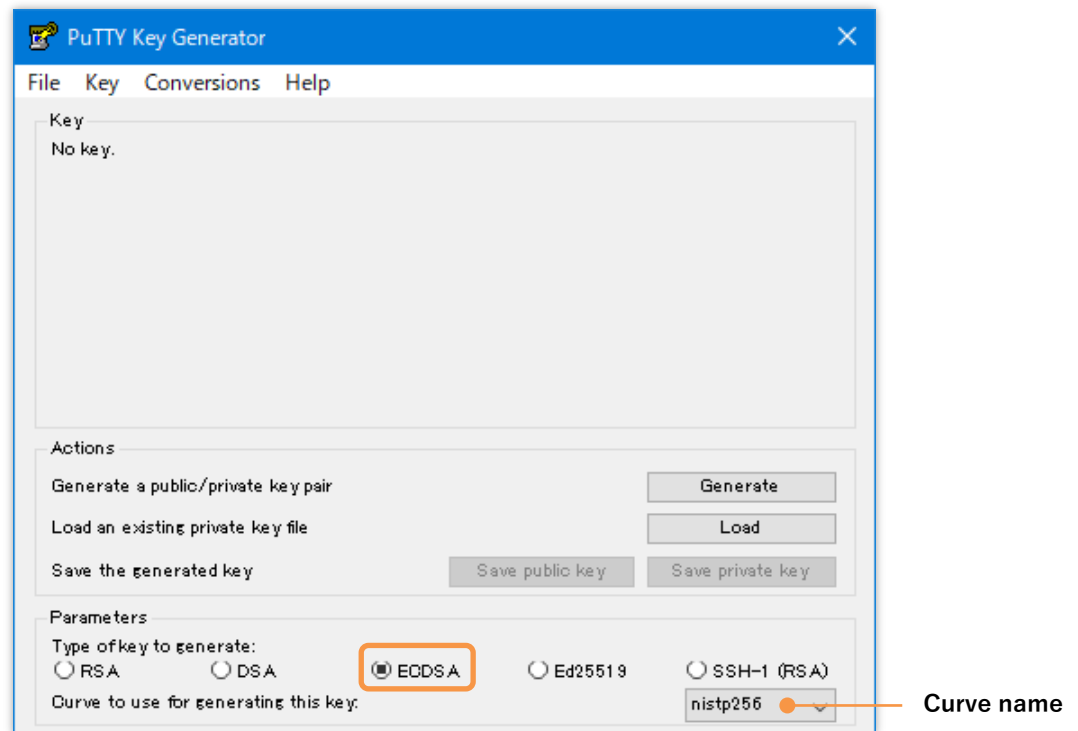 PuTTY Key Generator
File Key Conversions Help
Key
No key.
Actions
Generate a public/private key pair Generate
Load an existing private key file Load
Save the generated key Save public key Save private key
Parameters
Type of key to generate:
RSA DSA ECDSA Ed25519 SSH-1 (RSA)
Curve to use for generating this key: nistp256 Curve name